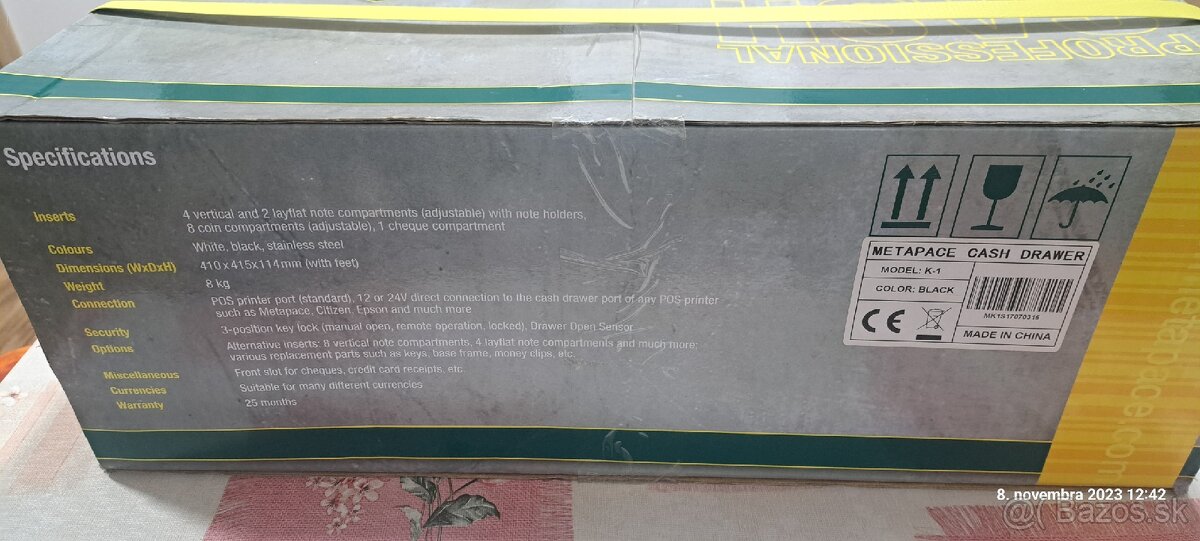 PROFESSIONAL
Specifications
Inserts 4 vertical and 2 layflat note compartments (adjustable) with note holders,
8 coin compartments (adjustable), 1 cheque compartment
Colours White, black, stainless steel
Dimensions (WxDxH) 410x415x114mm (with feet)
Weight 8 kg
Connection POS printer port (standard), 12 or 24V direct connection to the cash drawer port of any POS printer
such as Metapace, Citizen, Epson and much more
Security 3-position key lock (manual open, remote operation, locked), Drawer Open Sensor
Options Alternative inserts: 8 vertical note compartments, 4 layflat note compartments and much more;
various replacement parts such as keys, base frame, money clips, etc.
Miscellaneous Front slot for cheques, credit card receipts, etc.
Currencies Suitable for many different currencies
Warranty 25 months
METAPACE CASH DRAWER
MODEL: K-1
COLOR: BLACK
MK1S17070316
CE
MADE IN CHINA
metapace.com
8. novembra 2023 12:42
@ Bazos.sk